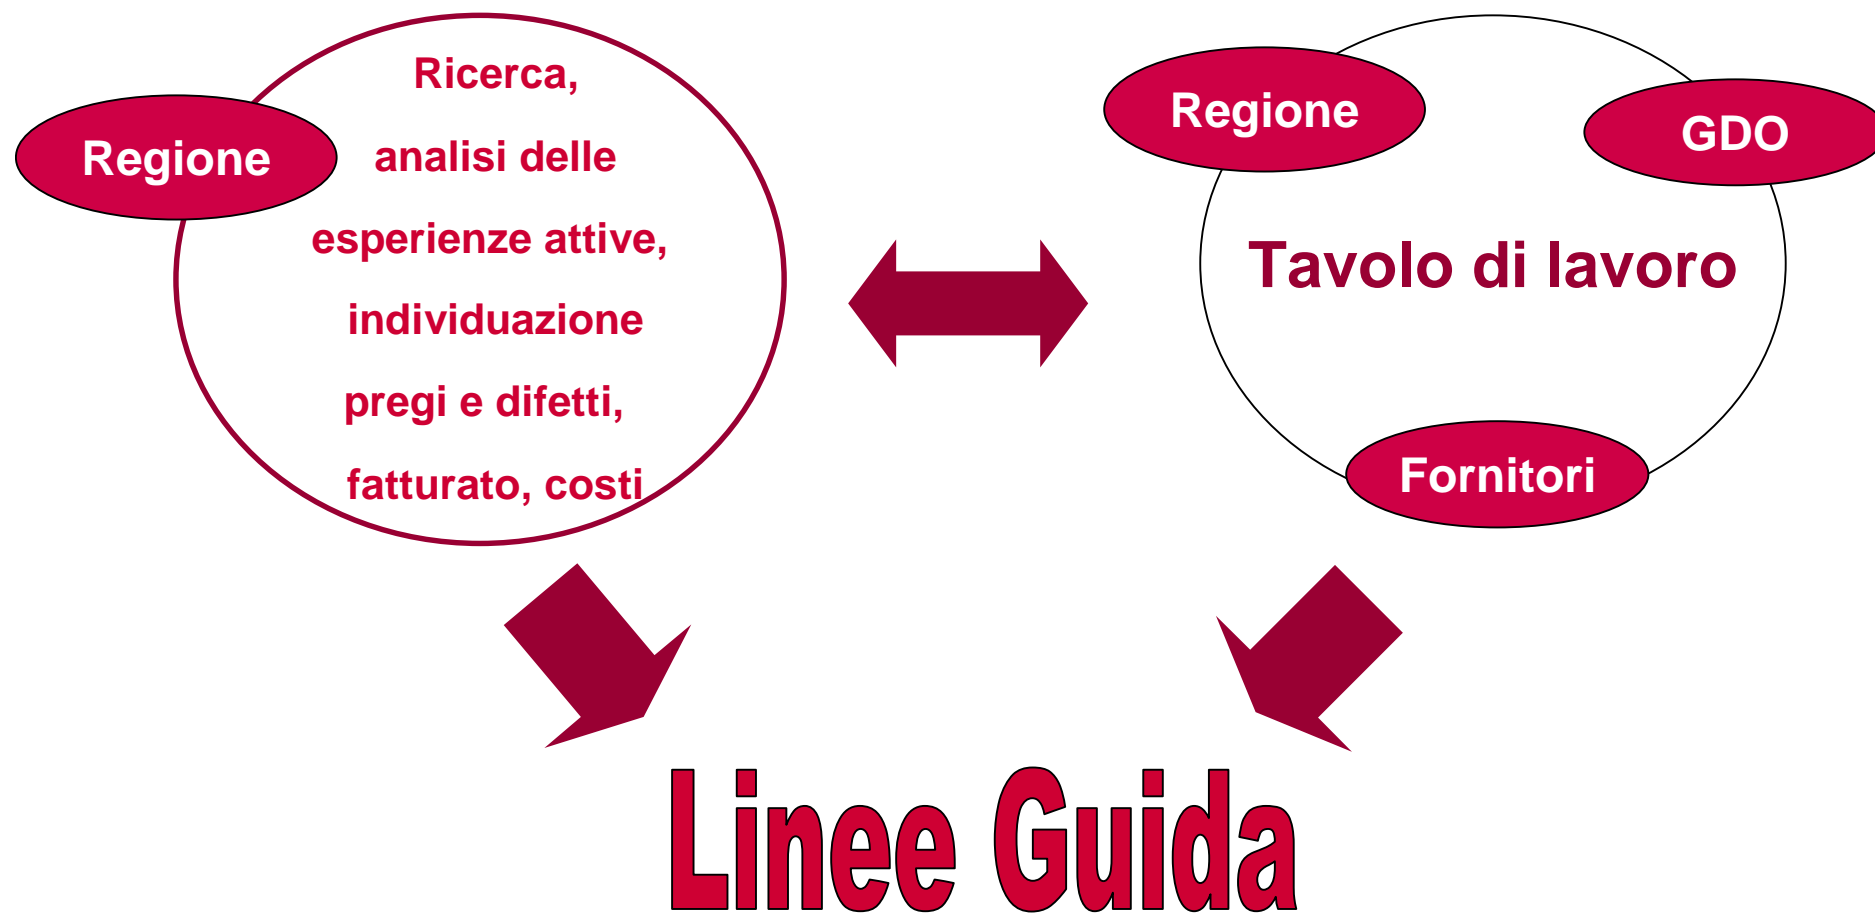 Regione
Ricerca,
analisi delle
esperienze attive,
individuazione
pregi e difetti,
fatturato, costi
Regione
GDO
Tavolo di lavoro
Fornitori
Linee Guida